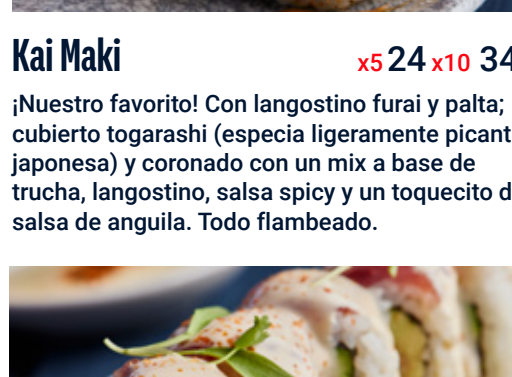 Kai Maki x5 24 x10 34
¡Nuestro favorito! Con langostino furai y palta;
cubierto togarashi (especia ligeramente picant
japonesa) y coronado con un mix a base de
trucha, langostino, salsa spicy y un toquecito d
salsa de anguila. Todo flambeado.